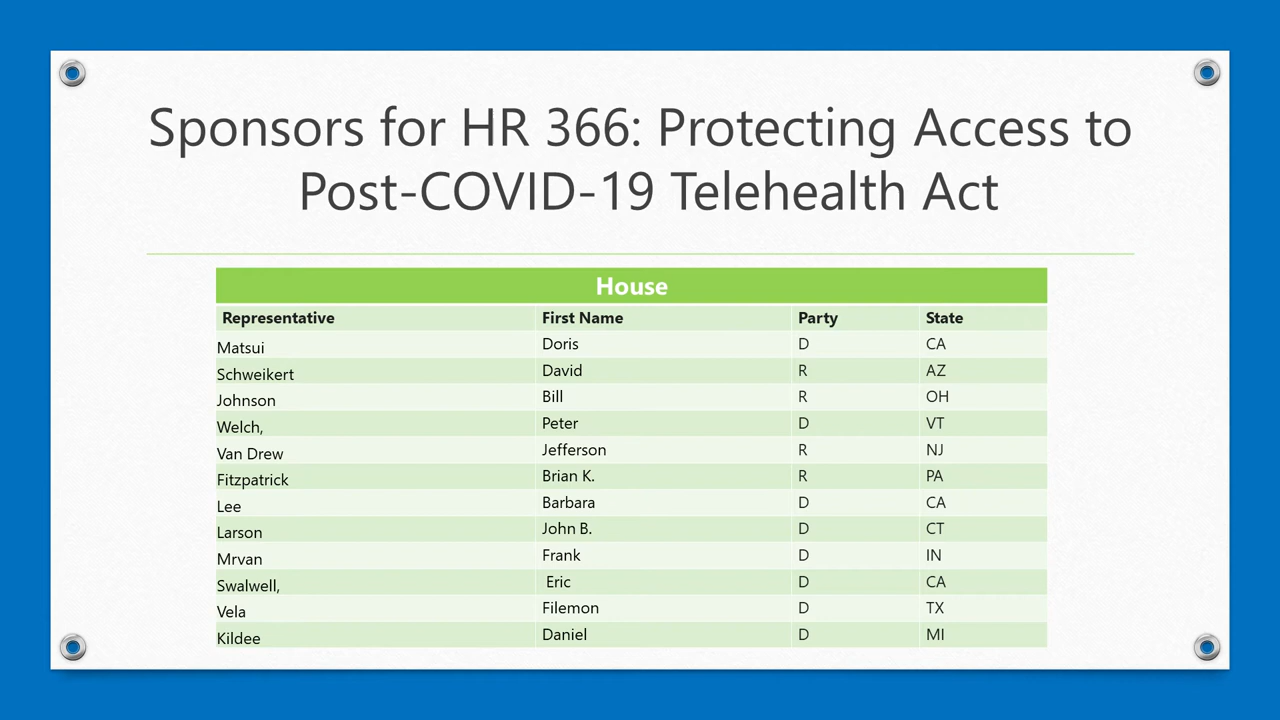 Sponsors for HR 366: Protecting Access to
Post-COVID-19 Telehealth Act
House
Representative First Name Party State
Matsui Doris D CA
Schweikert David R AZ
Johnson Bill R OH
Welch, Peter D VT
Van Drew Jefferson R NJ
Fitzpatrick Brian K. R PA
Lee Barbara D CA
Larson John B. D CT
Mrvan Frank D IN
Swalwell, Eric D CA
Vela Filemon D TX
Kildee Daniel D MI